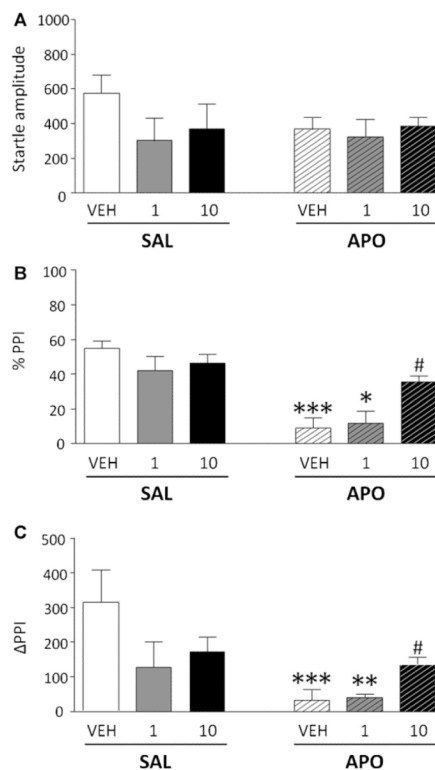 A
Startle amplitude
1000
800
600
400
200
0
VEH 1 10 VEH 1 10
SAL APO
B
% PPI
100
80
60
40
20
0
*** * #
VEH 1 10 VEH 1 10
SAL APO
C
ΔPPI
400
300
200
100
0
*** ** #
VEH 1 10 VEH 1 10
SAL APO